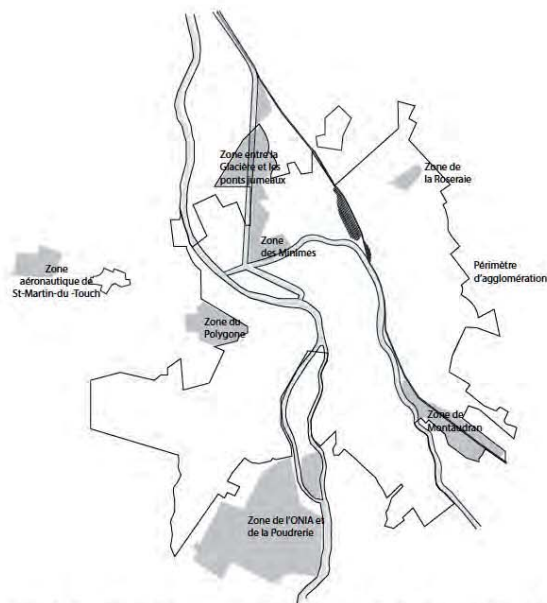 Zone entre la
Glacière et les
ponts jumeaux
Zone de
la Roseraie
Zone
des Minimes
Zone
aéronautique de
St-Martin-du -Touch
Périmètre
d'agglomération
Zone du
Polygone
Zone de
Montaudran
Zone de l'ONIA et
de la Poudrerie